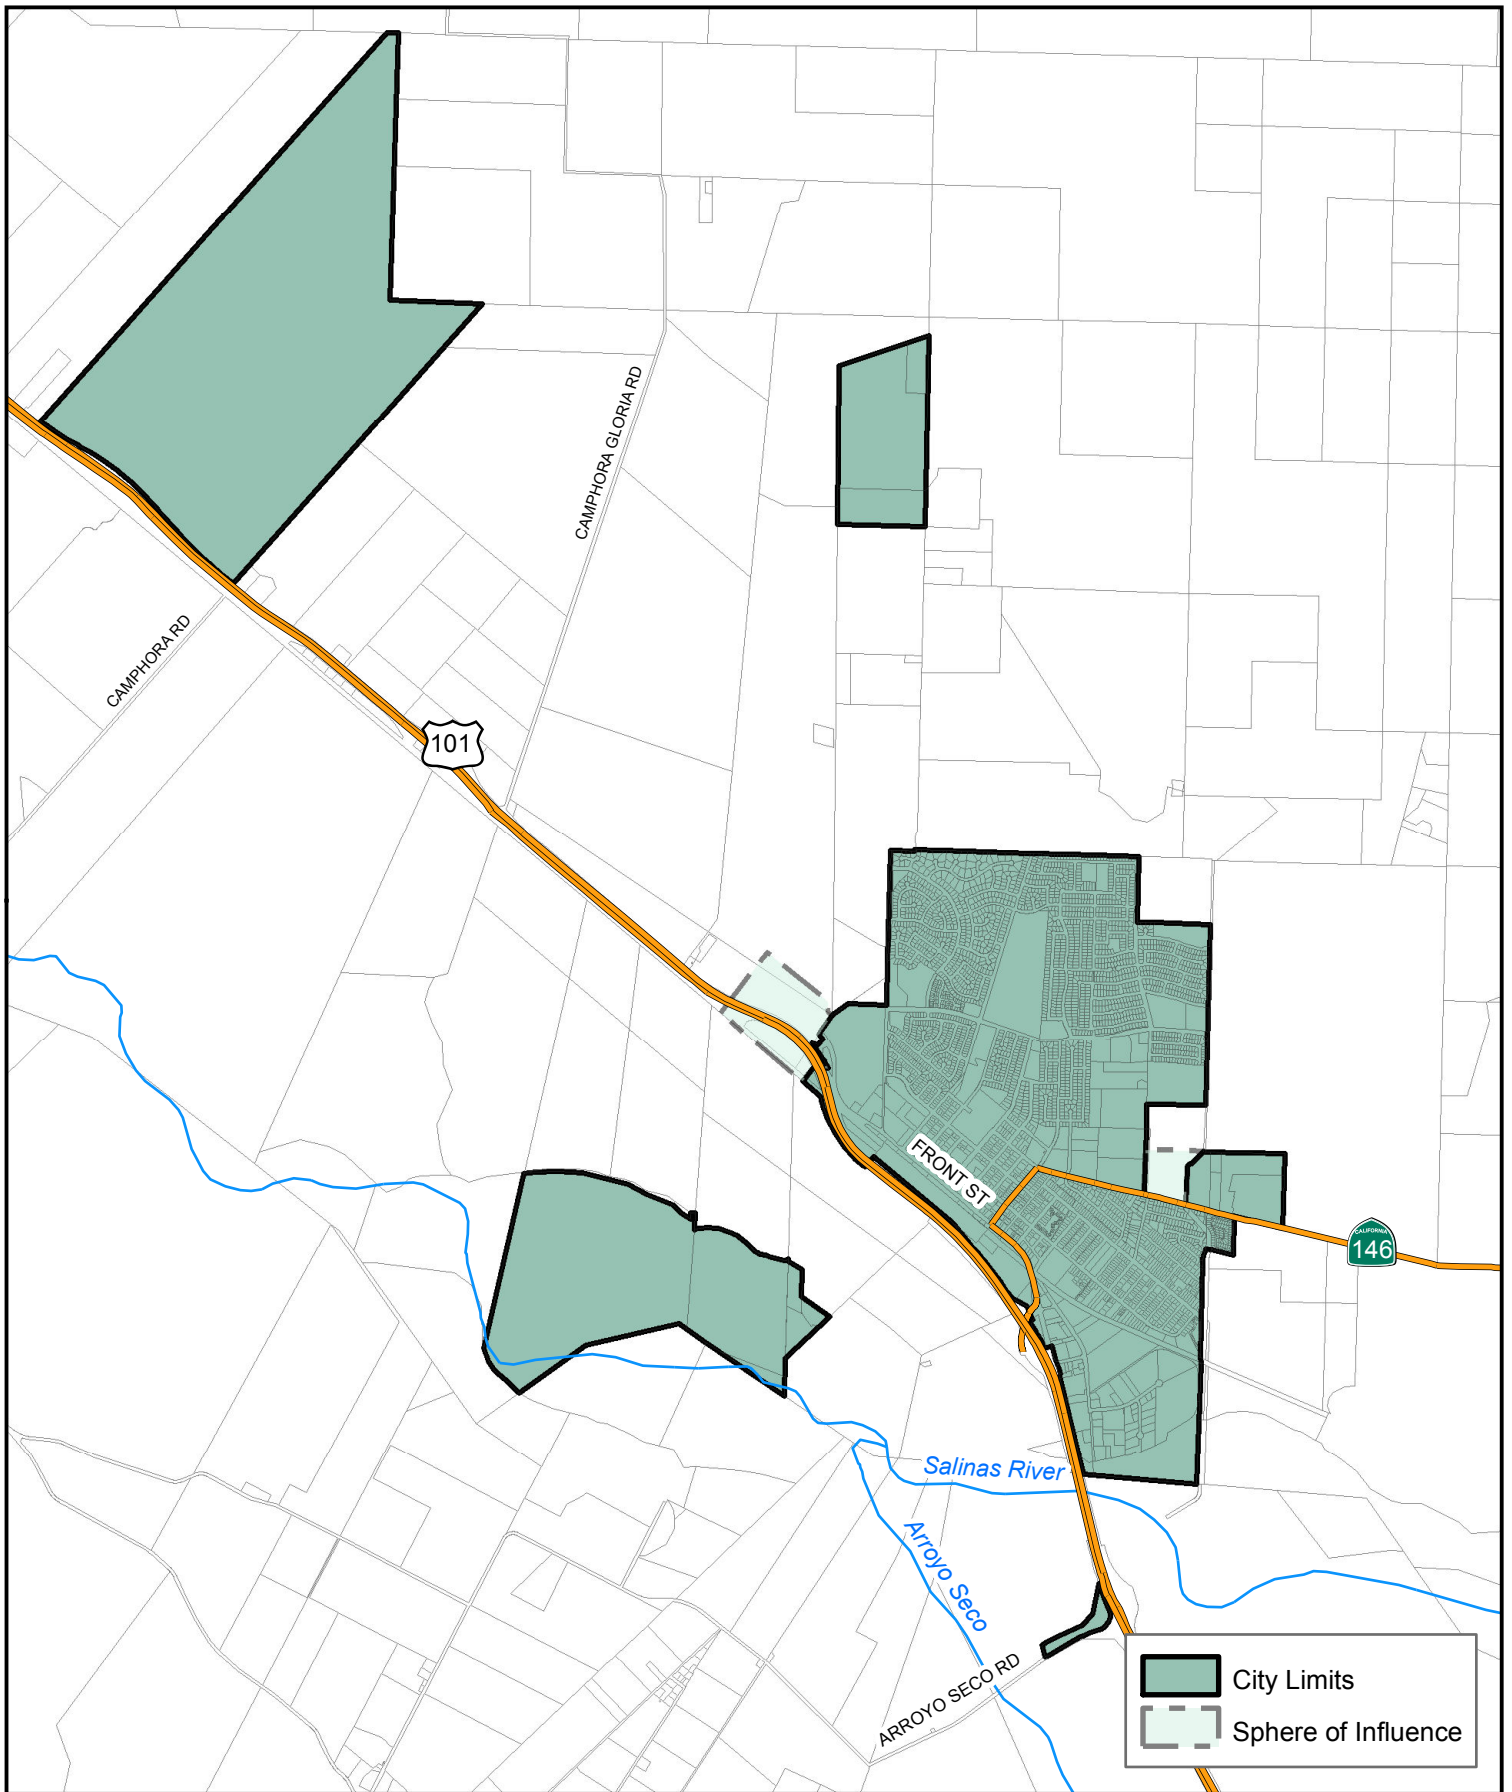 CAMPHORA GLORIA RD
CAMPHORA RD
101
FRONT ST
CALIFORNIA
146
Salinas River
Arroyo Seco
ARROYO SECO RD
City Limits
Sphere of Influence